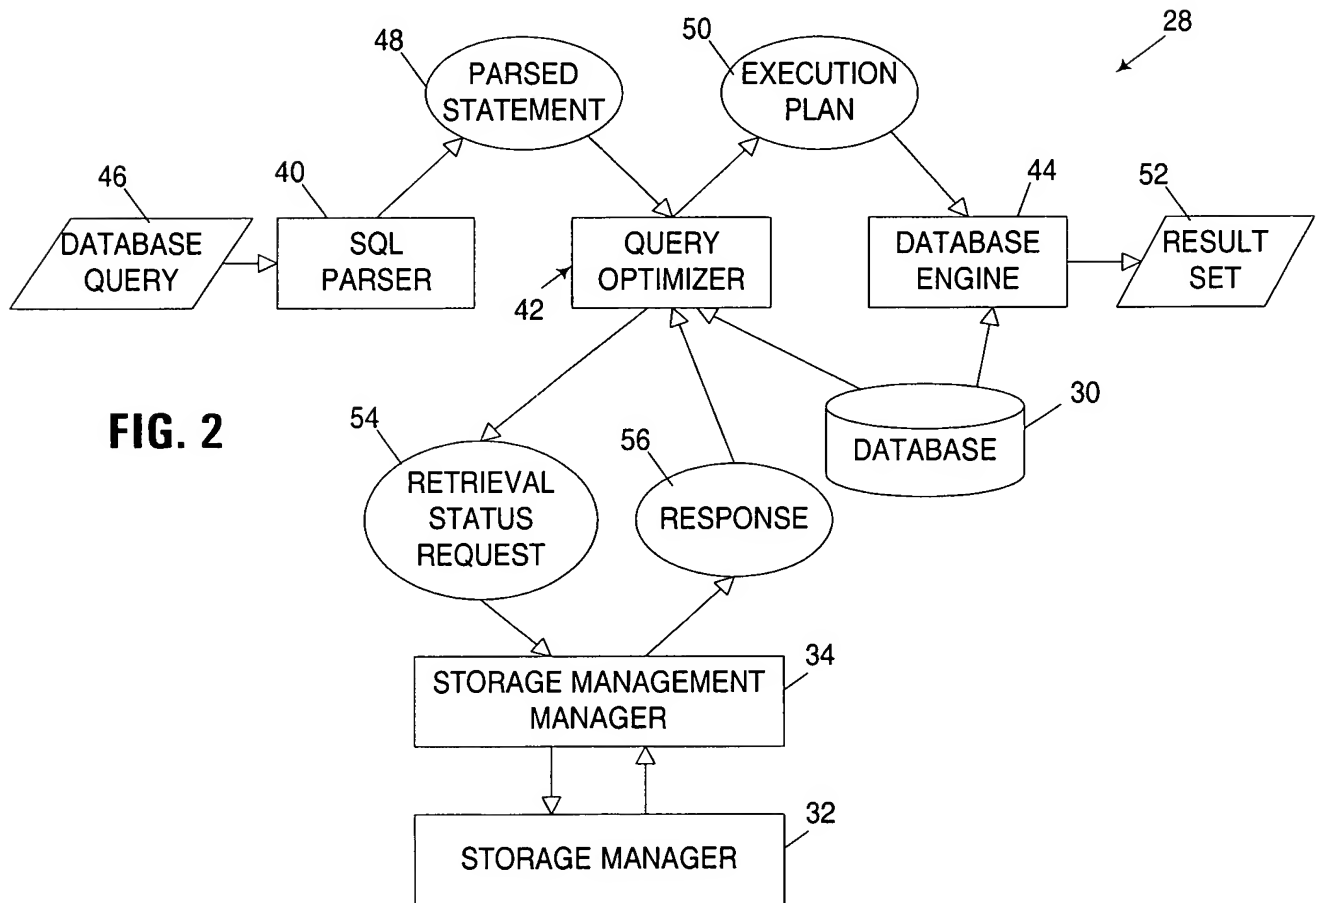 28
48
PARSED
STATEMENT
50
EXECUTION
PLAN
46
DATABASE
QUERY
40
SQL
PARSER
42
QUERY
OPTIMIZER
44
DATABASE
ENGINE
52
RESULT
SET
FIG. 2
54
RETRIEVAL
STATUS
REQUEST
56
RESPONSE
30
DATABASE
34
STORAGE MANAGEMENT
MANAGER
32
STORAGE MANAGER